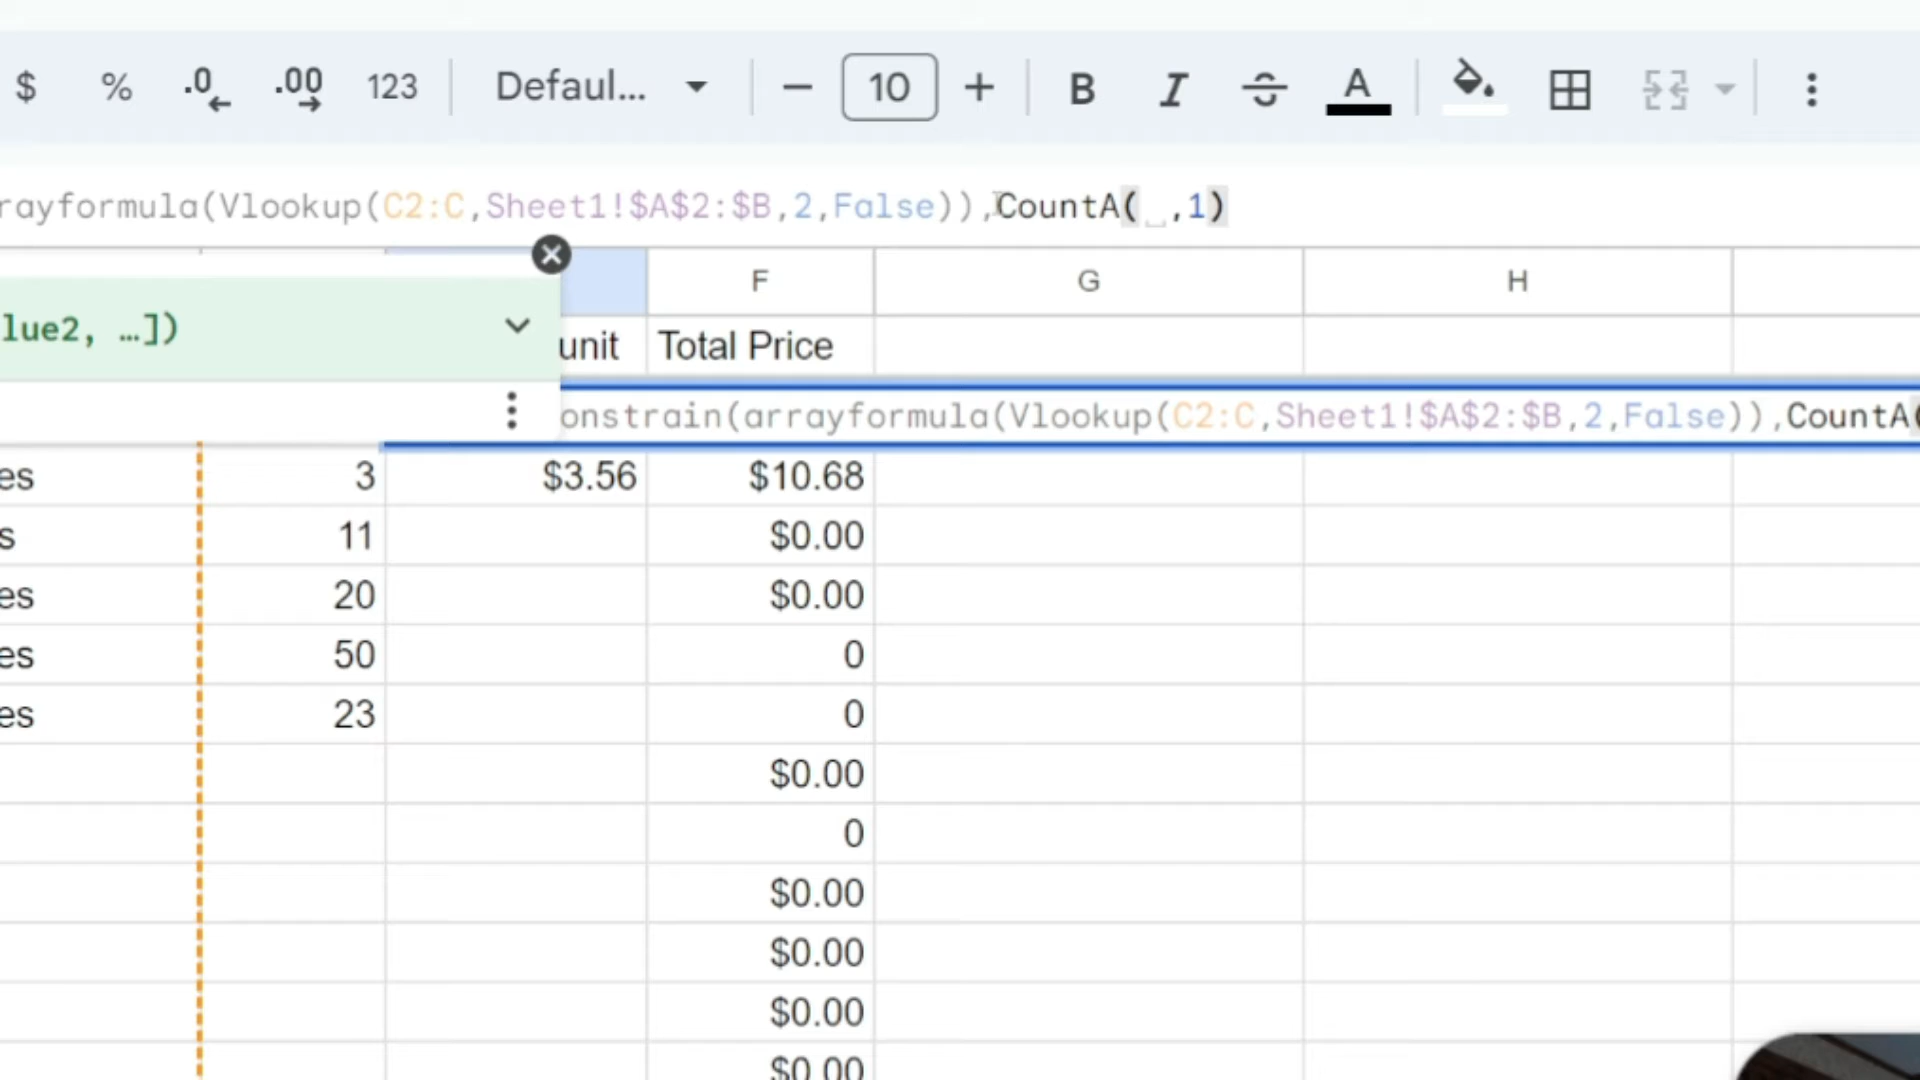 $ % .0 .00 123 Defaul... 10 B I A
rayformula(Vlookup(C2:C,Sheet1!$A$2:$B,2,False)),CountA( ,1)
F G H
lue2, …])
unit Total Price
onstrain(arrayformula(Vlookup(C2:C,Sheet1!$A$2:$B,2,False)),CountA(
es 3 $3.56 $10.68
s 11 $0.00
es 20 $0.00
es 50 0
es 23 0
$0.00
0
$0.00
$0.00
$0.00
$0.00